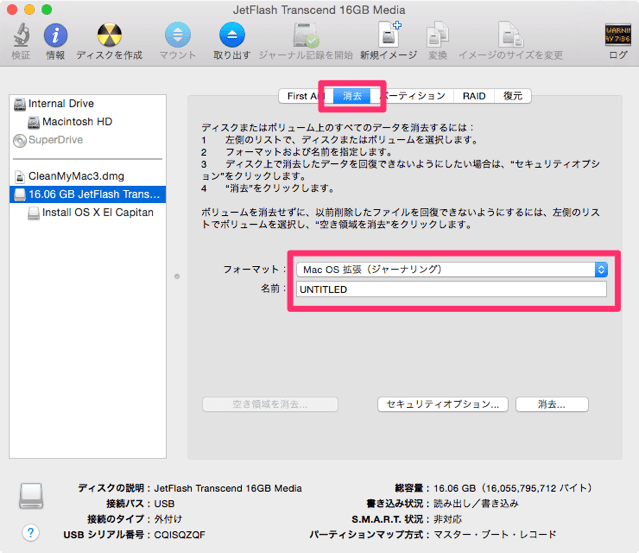 JetFlash Transcend 16GB Media
検証 情報 ディスクを作成 マウント 取り出す ジャーナル記録を開始 新規イメージ 変換 イメージのサイズを変更 ログ
WARNIN
AY 7:36
Internal Drive
Macintosh HD
SuperDrive
CleanMyMac3.dmg
16.06 GB JetFlash Trans...
Install OS X El Capitan
First Ai 消去 パーティション RAID 復元
ディスクまたはボリューム上のすべてのデータを消去するには：
1 左側のリストで、ディスクまたはボリュームを選択します。
2 フォーマットおよび名前を指定します。
3 ディスク上で消去したデータを回復できないようにしたい場合は、“セキュリティオプシ
ョン”をクリックします。
4 “消去”をクリックします。
ボリュームを消去せずに、以前削除したファイルを回復できないようにするには、左側のリス
トでボリュームを選択し、“空き領域を消去”をクリックします。
フォーマット： Mac OS 拡張（ジャーナリング）
名前： UNTITLED
空き領域を消去... セキュリティオプション... 消去...
ディスクの説明： JetFlash Transcend 16GB Media
接続バス： USB
接続のタイプ： 外付け
USB シリアル番号： CQISQZQF
総容量： 16.06 GB（16,055,795,712 バイト）
書き込み状況： 読み出し／書き込み
S.M.A.R.T. 状況： 非対応
パーティションマップ方式： マスター・ブート・レコード
?